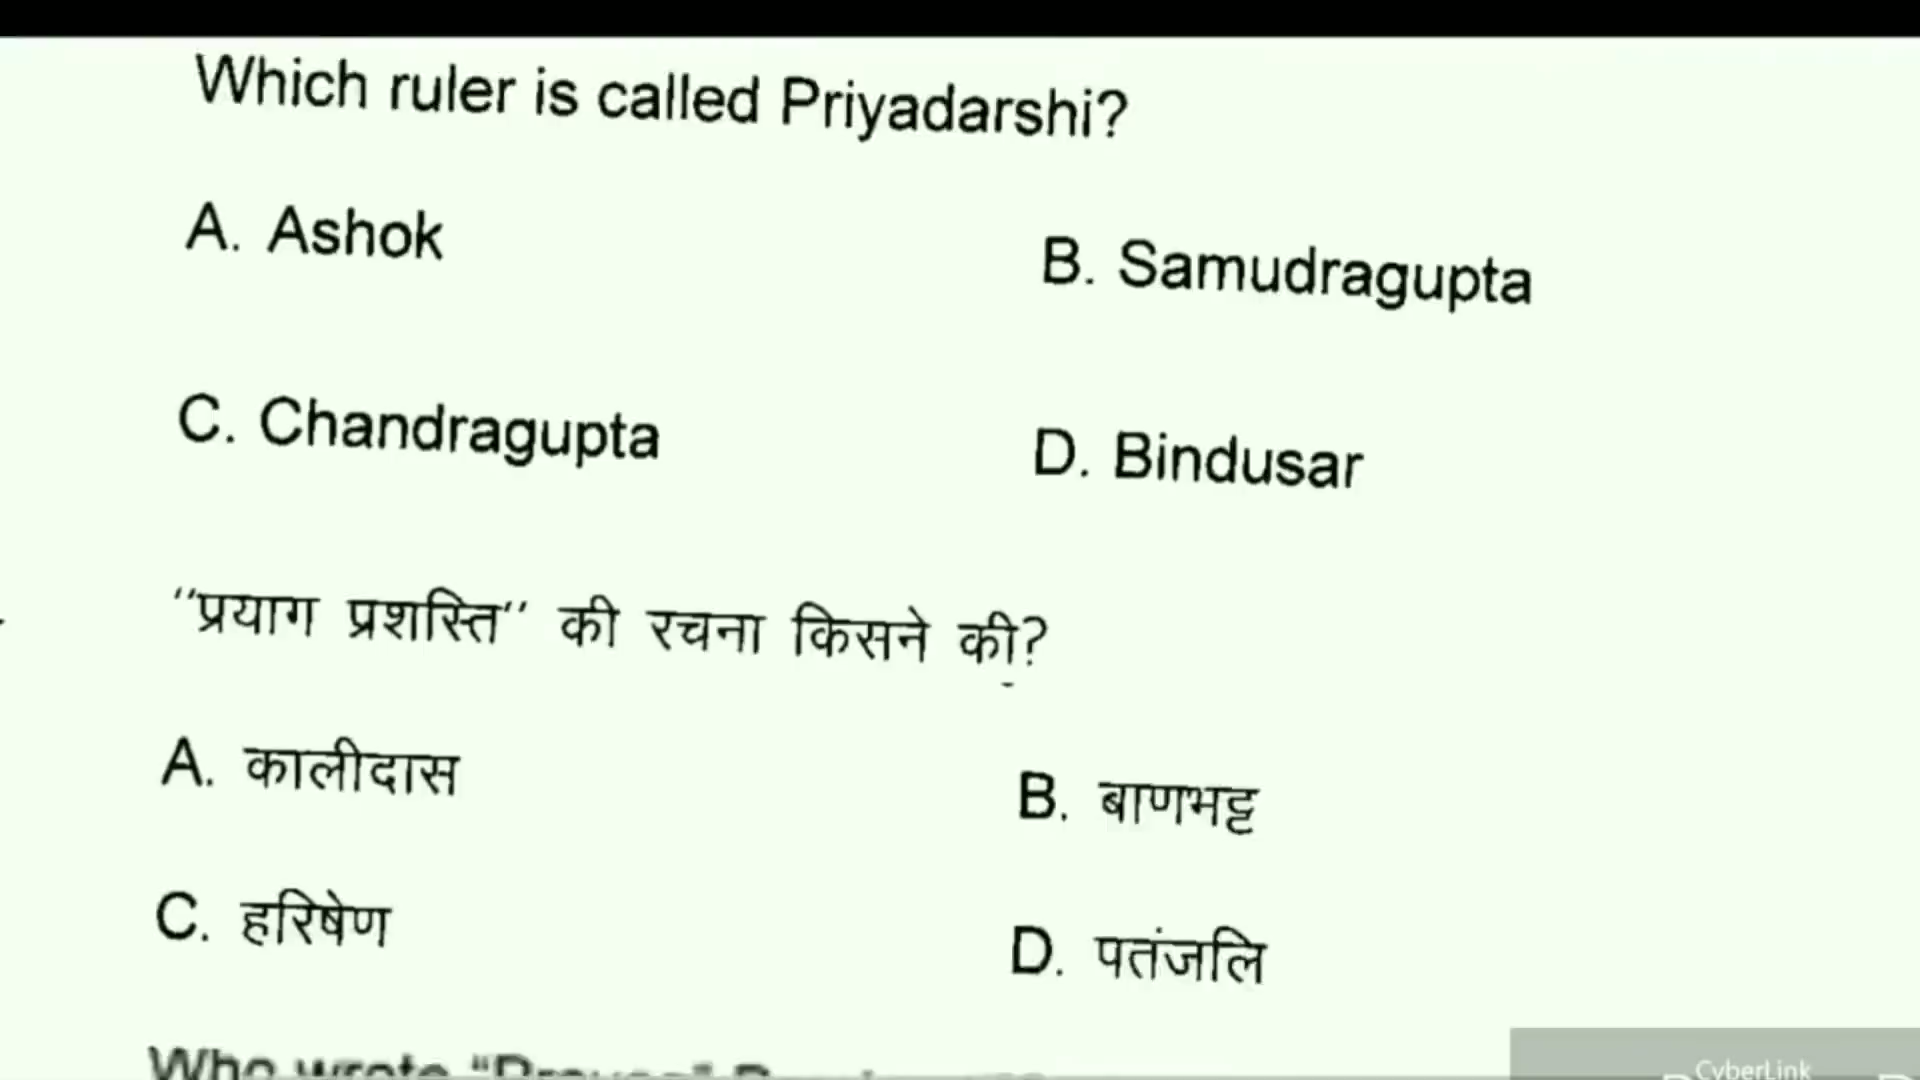 Which ruler is called Priyadarshi?
A. Ashok
B. Samudragupta
C. Chandragupta
D. Bindusar
‘‘प्रयाग प्रशस्ति’’ की रचना किसने की?
A. कालीदास
B. बाणभट्ट
C. हरिषेण
D. पतंजलि
Who wrote
CyberLink